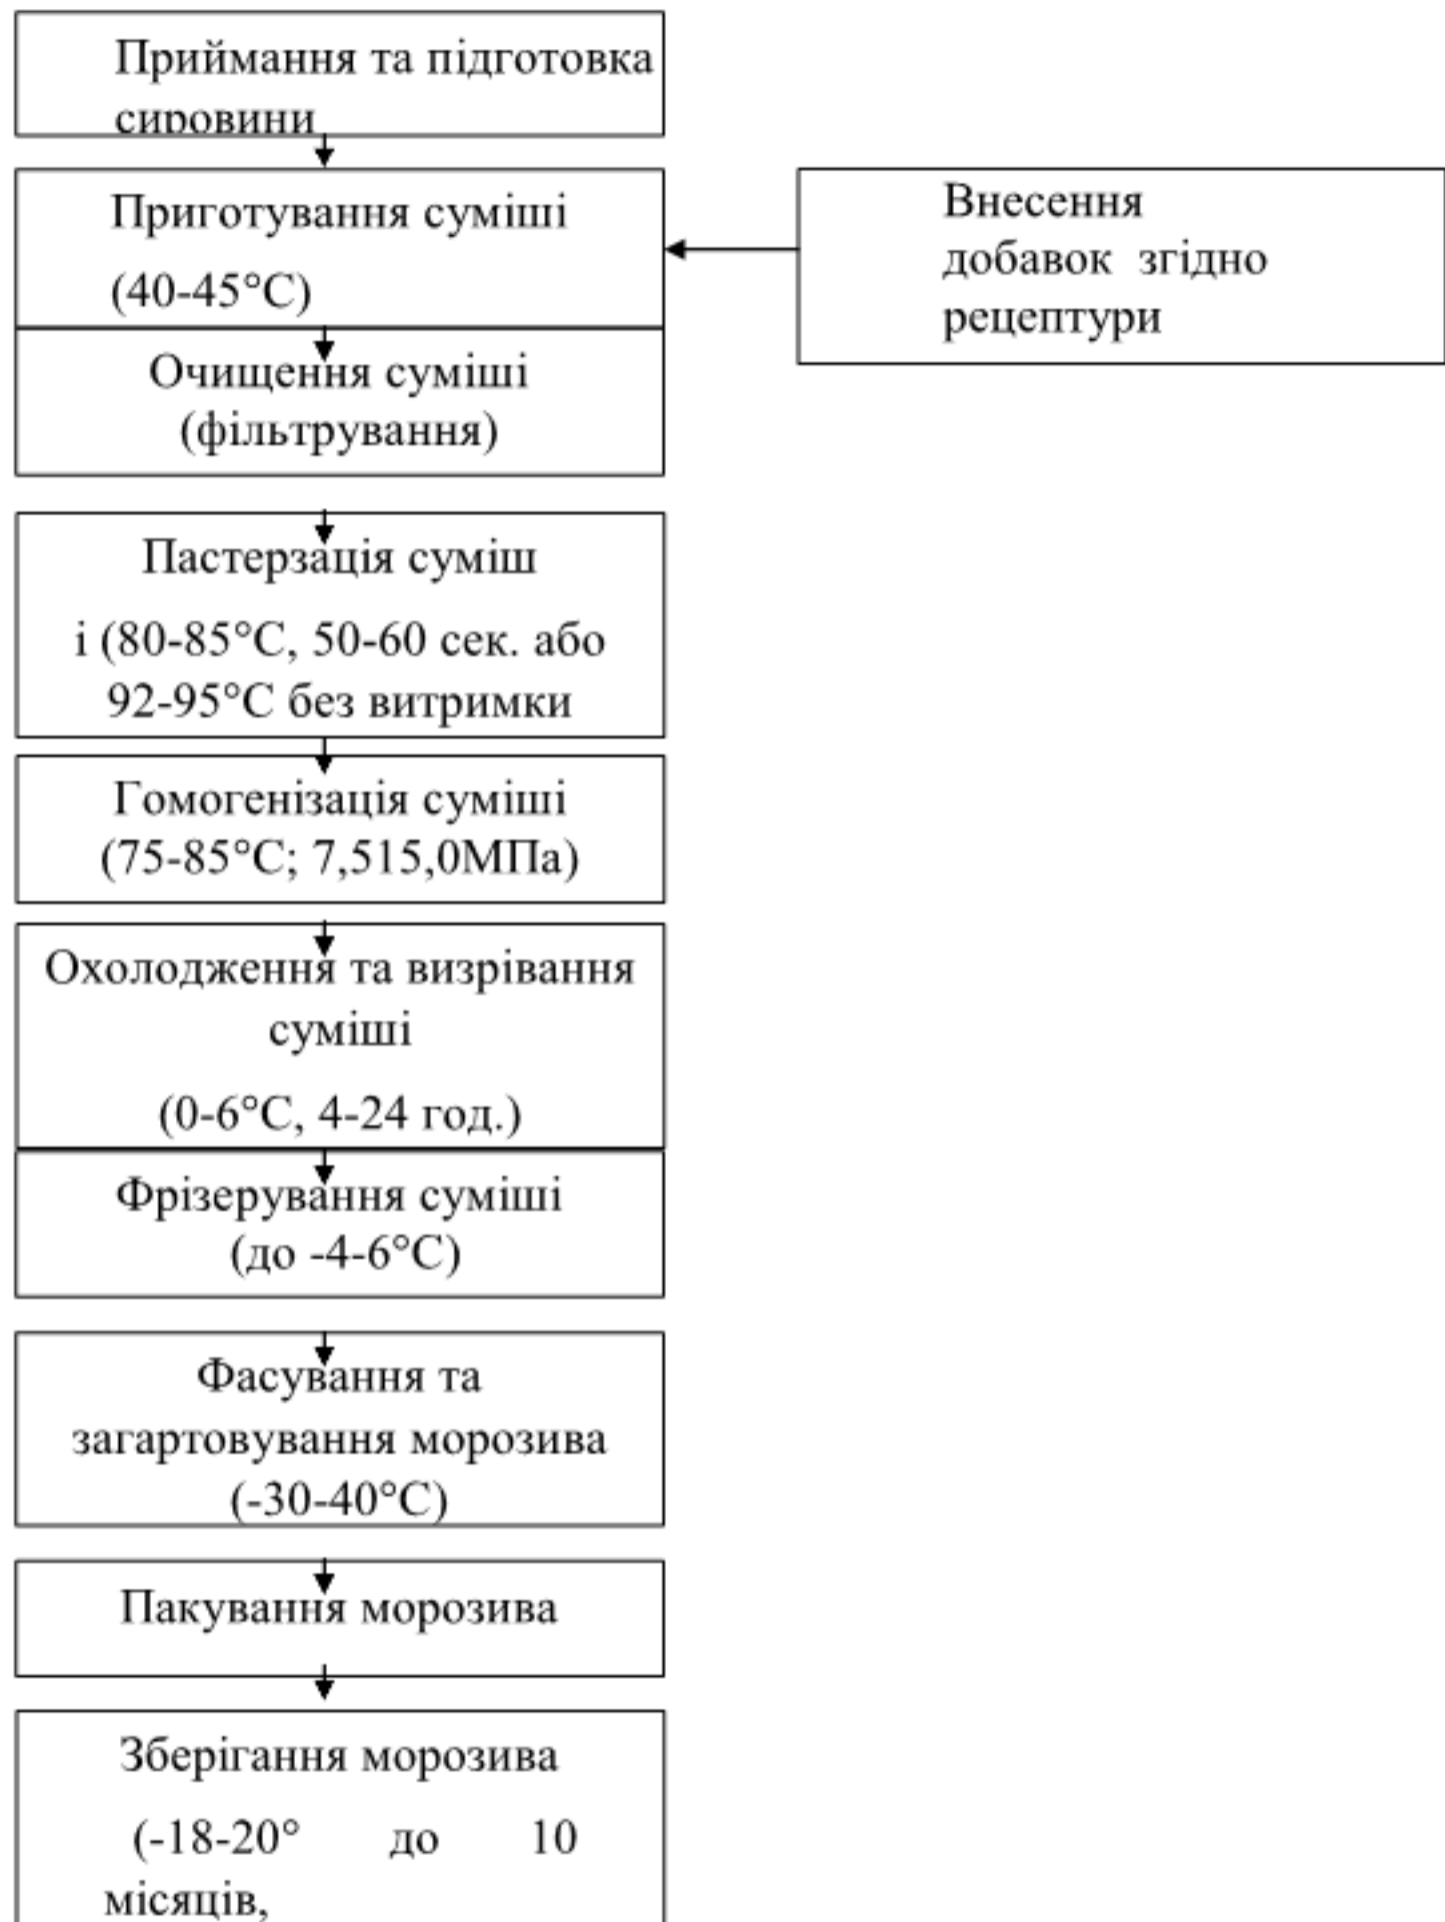 Приймання та підготовка
сировини
Приготування суміші
(40-45°С)
Внесення
добавок згідно
рецептури
Очищення суміші
(фільтрування)
Пастерзація суміш
і (80-85°С, 50-60 сек. або
92-95°С без витримки
Гомогенізація суміші
(75-85°С; 7,515,0МПа)
Охолодження та визрівання
суміші
(0-6°С, 4-24 год.)
Фрізерування суміші
(до -4-6°С)
Фасування та
загартовування морозива
(-30-40°С)
Пакування морозива
Зберігання морозива
(-18-20° до 10
місяців,